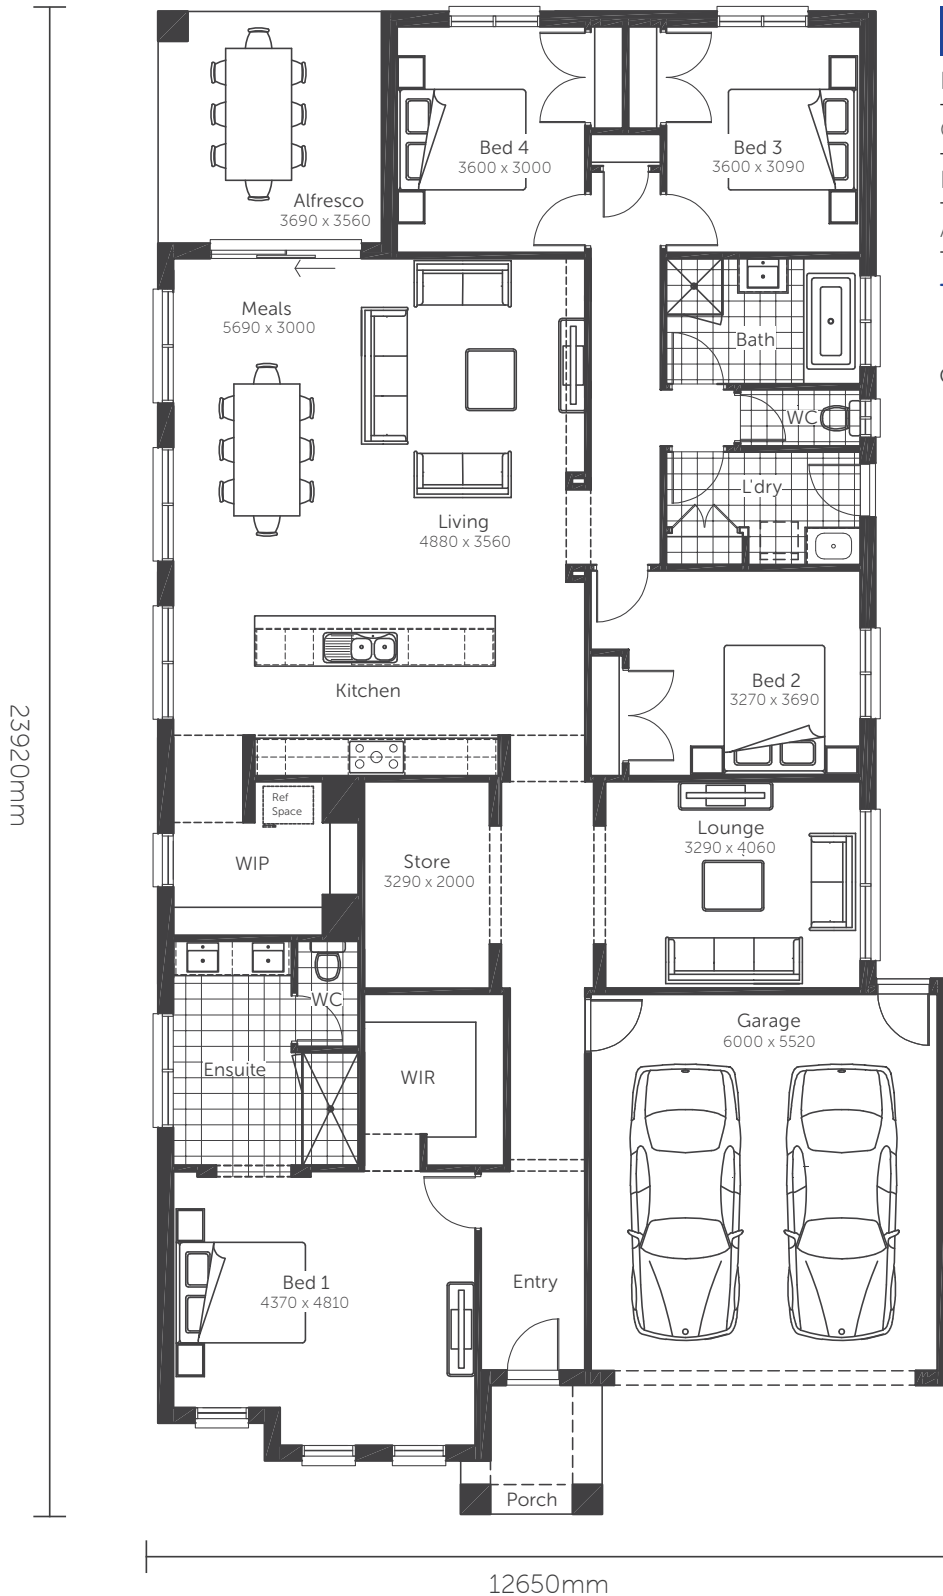 Bed 4
3600 x 3000
Bed 3
3600 x 3090
Alfresco
3690 x 3560
Meals
5690 x 3000
Bath
WC
L'dry
Living
4880 x 3560
Kitchen
Bed 2
3270 x 3690
Ref
Space
WIP
Store
3290 x 2000
Lounge
3290 x 4060
WC
Ensuite
WIR
Garage
6000 x 5520
Bed 1
4370 x 4810
Entry
Porch
23920mm
12650mm